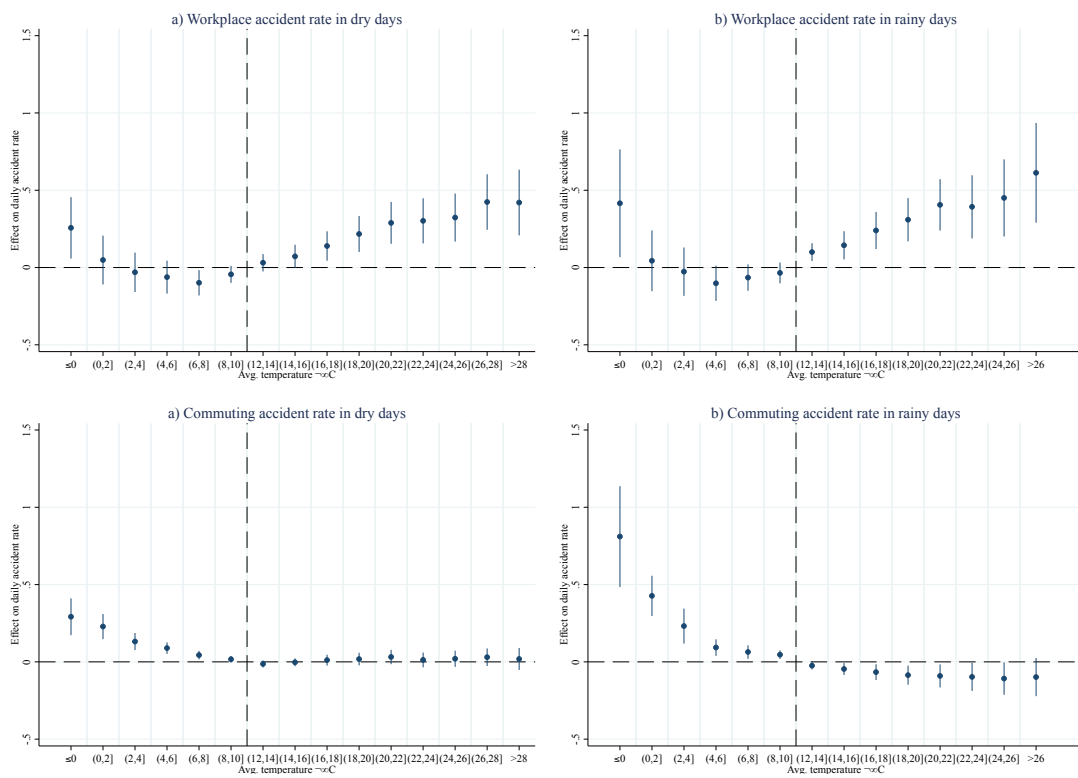 a) Workplace accident rate in dry days
Effect on daily accident rate
1.5
1
.5
0
-.5
≤0 (0,2] (2,4] (4,6] (6,8] (8,10] (12,14] (14,16] (16,18] (18,20] (20,22] (22,24] (24,26] (26,28] >28
Avg. temperature ¬∞C
b) Workplace accident rate in rainy days
Effect on daily accident rate
1.5
1
.5
0
-.5
≤0 (0,2] (2,4] (4,6] (6,8] (8,10] (12,14] (14,16] (16,18] (18,20] (20,22] (22,24] (24,26] >26
Avg. temperature ¬∞C
a) Commuting accident rate in dry days
Effect on daily accident rate
1.5
1
.5
0
-.5
≤0 (0,2] (2,4] (4,6] (6,8] (8,10] (12,14] (14,16] (16,18] (18,20] (20,22] (22,24] (24,26] (26,28] >28
Avg. temperature ¬∞C
b) Commuting accident rate in rainy days
Effect on daily accident rate
1.5
1
.5
0
-.5
≤0 (0,2] (2,4] (4,6] (6,8] (8,10] (12,14] (14,16] (16,18] (18,20] (20,22] (22,24] (24,26] >26
Avg. temperature ¬∞C